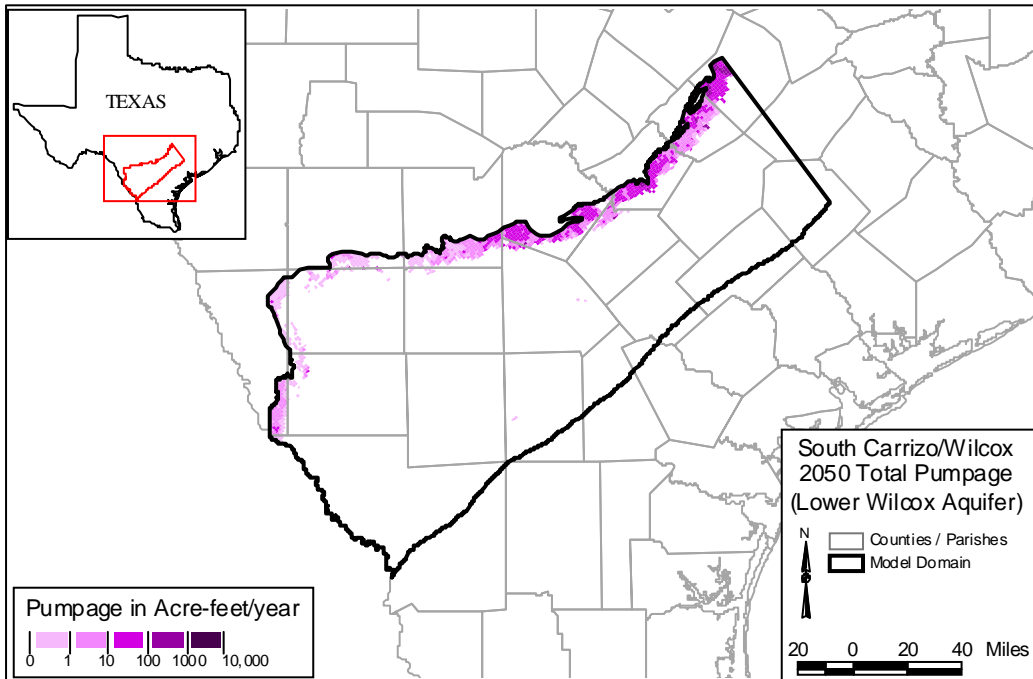 TEXAS
South Carrizo/Wilcox
2050 Total Pumpage
(Lower Wilcox Aquifer)
N
Counties / Parishes
Model Domain
20 0 20 40 Miles
Pumpage in Acre-feet/year
0 1 10 100 1000 10,000